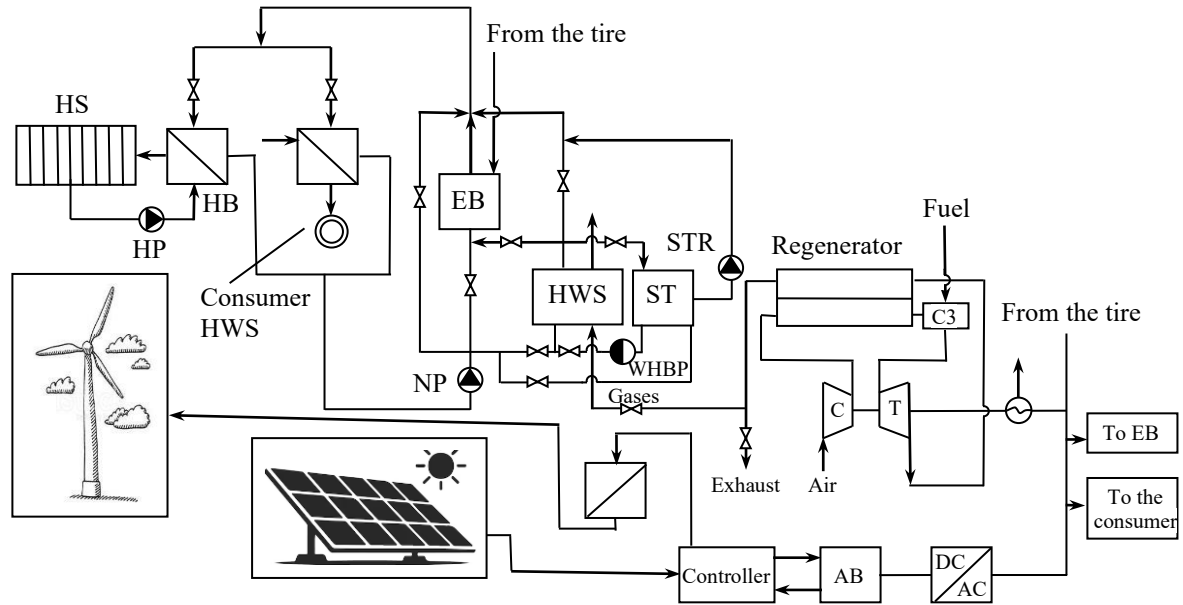 From the tire
HS
HB
HP
EB
Consumer
HWS
STR
Fuel
Regenerator
HWS
ST
C3
From the tire
NP
WHBP
Gases
C
T
To EB
Exhaust
Air
To the
consumer
Controller
AB
DC
AC